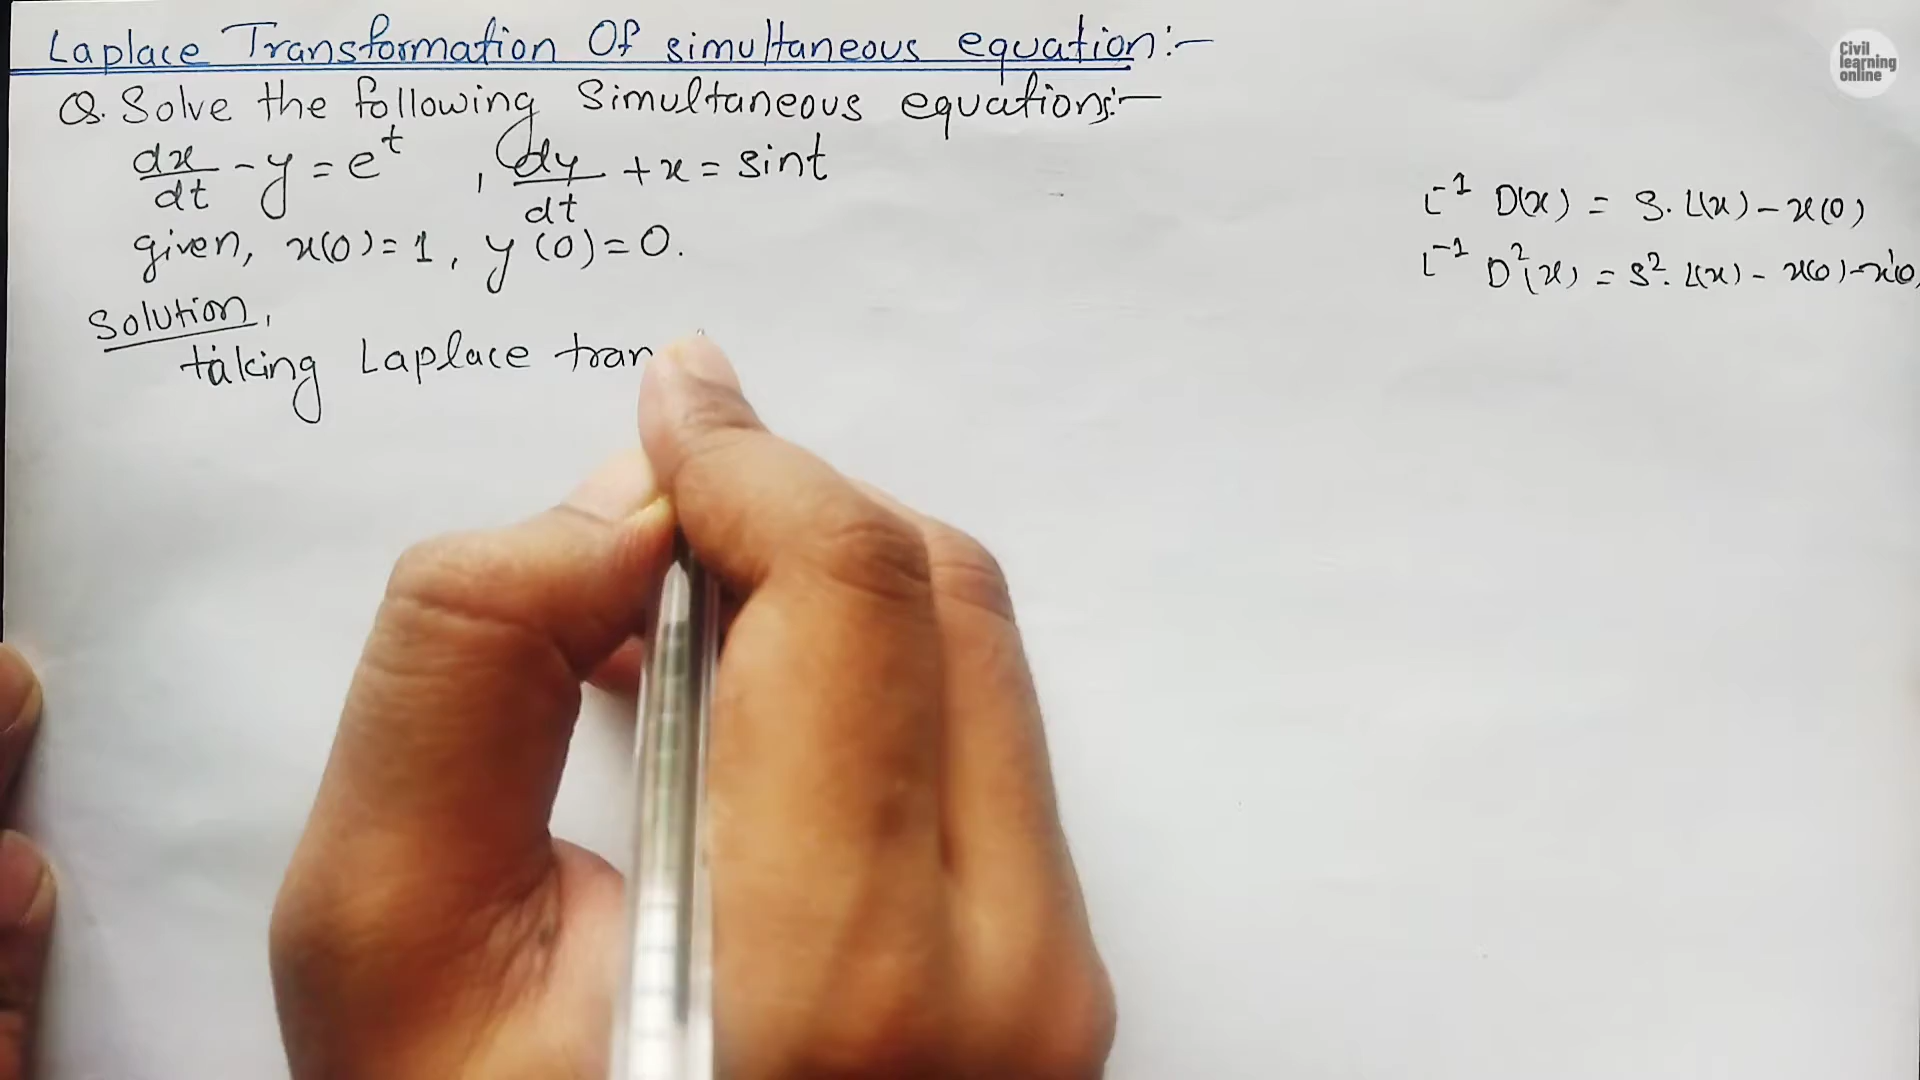 Laplace Transformation Of simultaneous equation:-
Q. Solve the following Simultaneous equations:-
dx/dt - y = e^t , dy/dt + x = sint
given, x(0)=1, y(0)=0.
Solution,
taking Laplace tran
L^-1 D(x) = S. L(x) - x(0)
L^-1 D^2(x) = S^2. L(x) - x(0) - x'(0)
Civil
learning
online